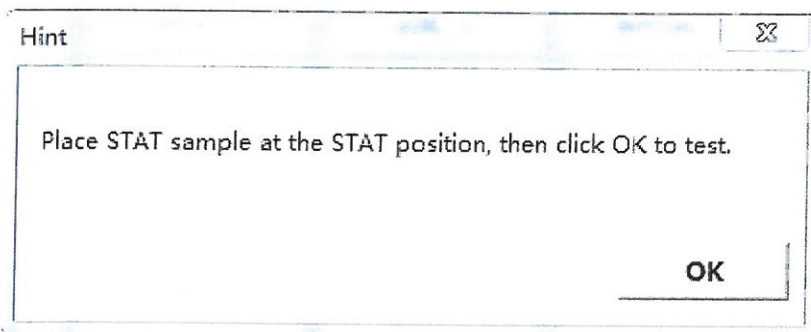 Hint
Place STAT sample at the STAT position, then click OK to test.
OK